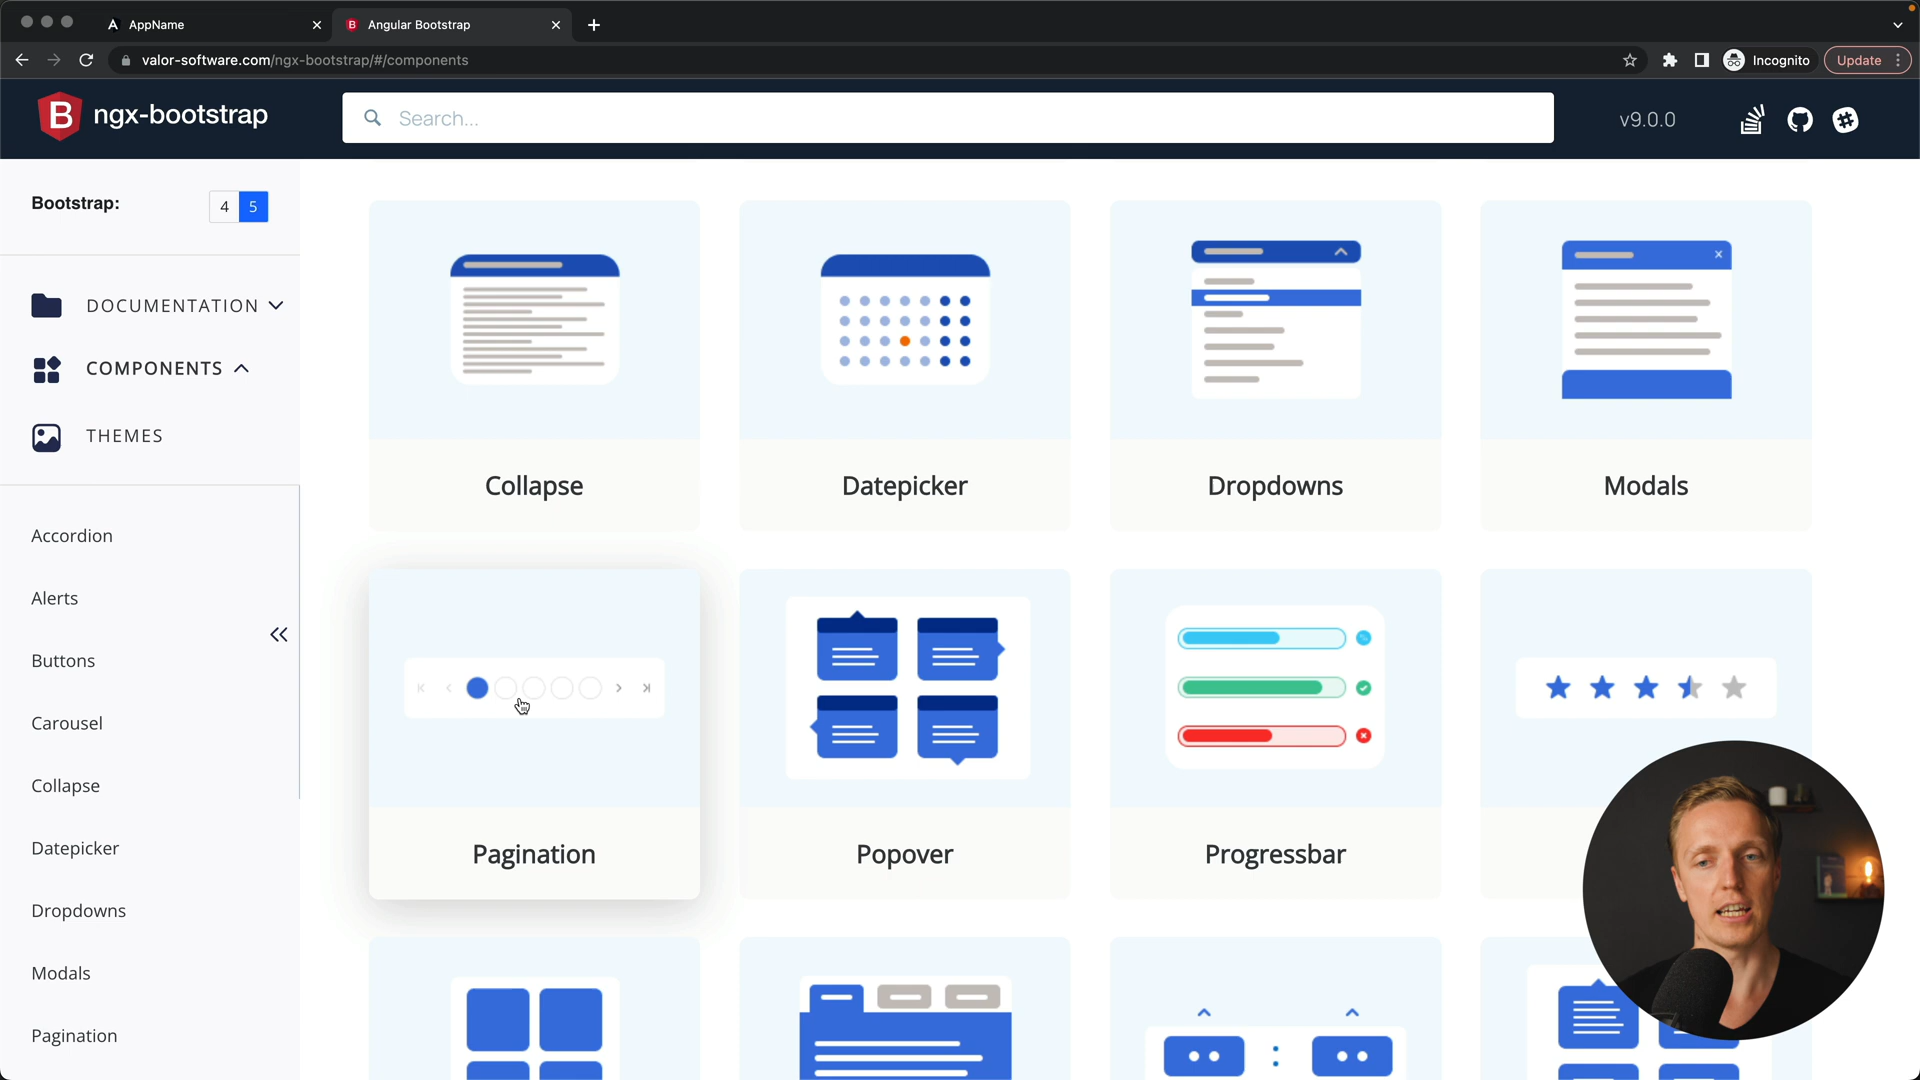 AppName
Angular Bootstrap
valor-software.com/ngx-bootstrap/#/components
Incognito
Update
B ngx-bootstrap
Search...
v9.0.0
Bootstrap:
4 5
DOCUMENTATION
COMPONENTS
THEMES
Accordion
Alerts
Buttons
Carousel
Collapse
Datepicker
Dropdowns
Modals
Pagination
Collapse
Datepicker
Dropdowns
Modals
Pagination
Popover
Progressbar